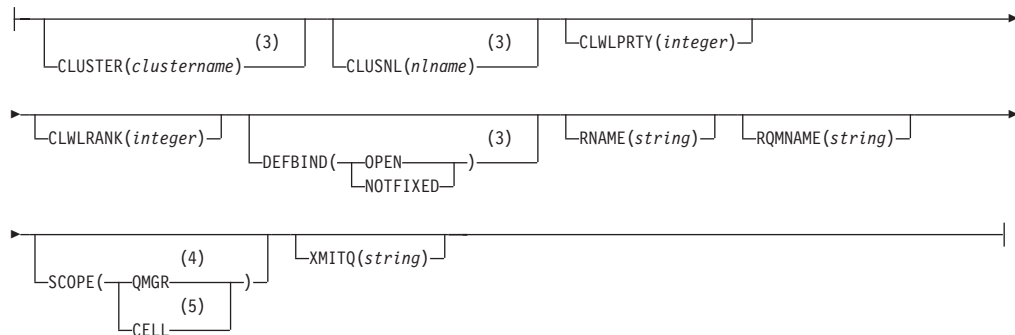 (3) (3) CLWLPRTY(integer)
CLUSTER(clustername) CLUSNL(nlname)
(3)
CLWLRANK(integer) RNAME(string) RQMNAME(string)
DEFBIND( OPEN )
NOTFIXED
(4) XMITQ(string)
SCOPE( QMGR )
(5)
CELL